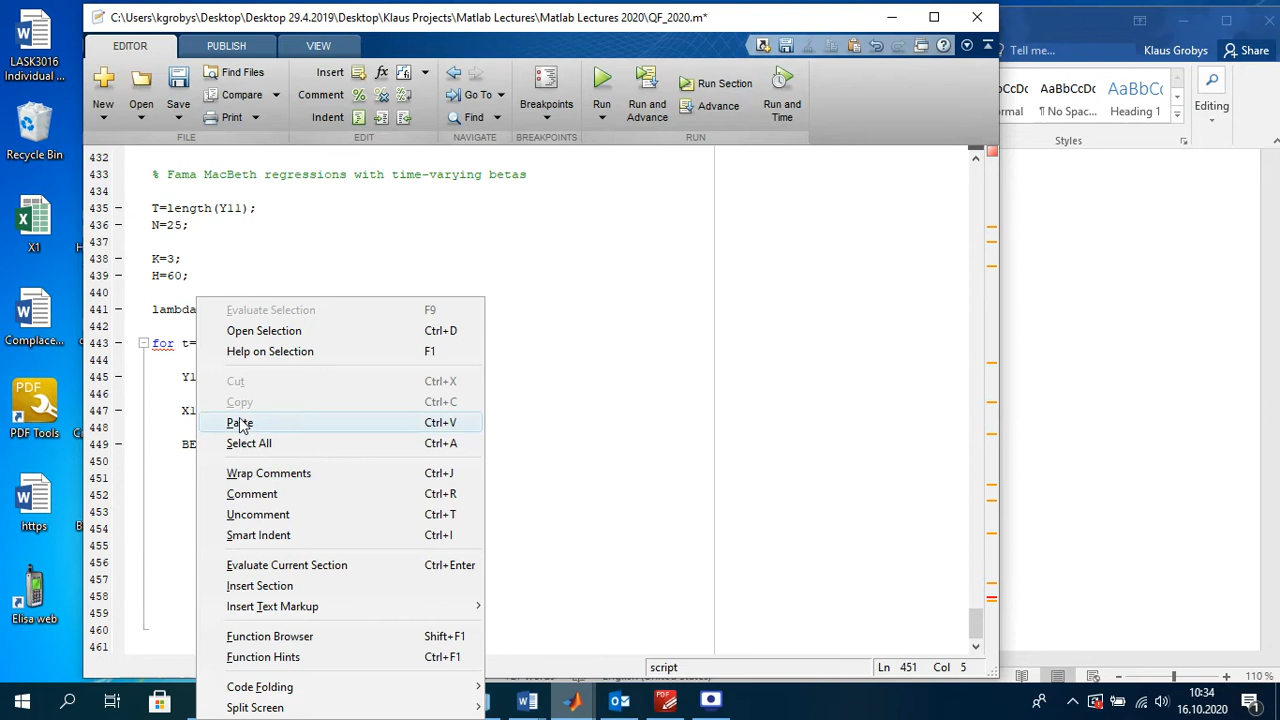 C:\Users\kgrobys\Desktop\Desktop 29.4.2019\Desktop\Klaus Projects\Matlab Lectures\Matlab Lectures 2020\QF_2020.m*
EDITOR
PUBLISH
VIEW
Tell me...
Klaus Grobys
Share
New
Open
Save
Find Files
Compare
Print
FILE
Insert
Comment
Indent
EDIT
Go To
Find
NAVIGATE
Breakpoints
BREAKPOINTS
Run
Run and
Advance
Run Section
Advance
Run and
Time
RUN
AaBbCcDc
AaBbCc
¶ No Spac...
Heading 1
Styles
Editing
LASK3016
Individual ...
Recycle Bin
X1
Complace...
PDF
PDF Tools
https
Elisa web
432
433 % Fama MacBeth regressions with time-varying betas
434
435 T=length(Y11);
436 N=25;
437
438 K=3;
439 H=60;
440
441 lambda
442
443 for t=
444
445 Y1
446
447 X1
448
449 BE
450
451
452
453
454
455
456
457
458
459
460
461
Evaluate Selection F9
Open Selection Ctrl+D
Help on Selection F1
Cut Ctrl+X
Copy Ctrl+C
Paste Ctrl+V
Select All Ctrl+A
Wrap Comments Ctrl+J
Comment Ctrl+R
Uncomment Ctrl+T
Smart Indent Ctrl+I
Evaluate Current Section Ctrl+Enter
Insert Section
Insert Text Markup
Function Browser Shift+F1
Function Hints Ctrl+F1
Code Folding
Split Screen
script
Ln 451 Col 5
110 %
10:34
16.10.2020